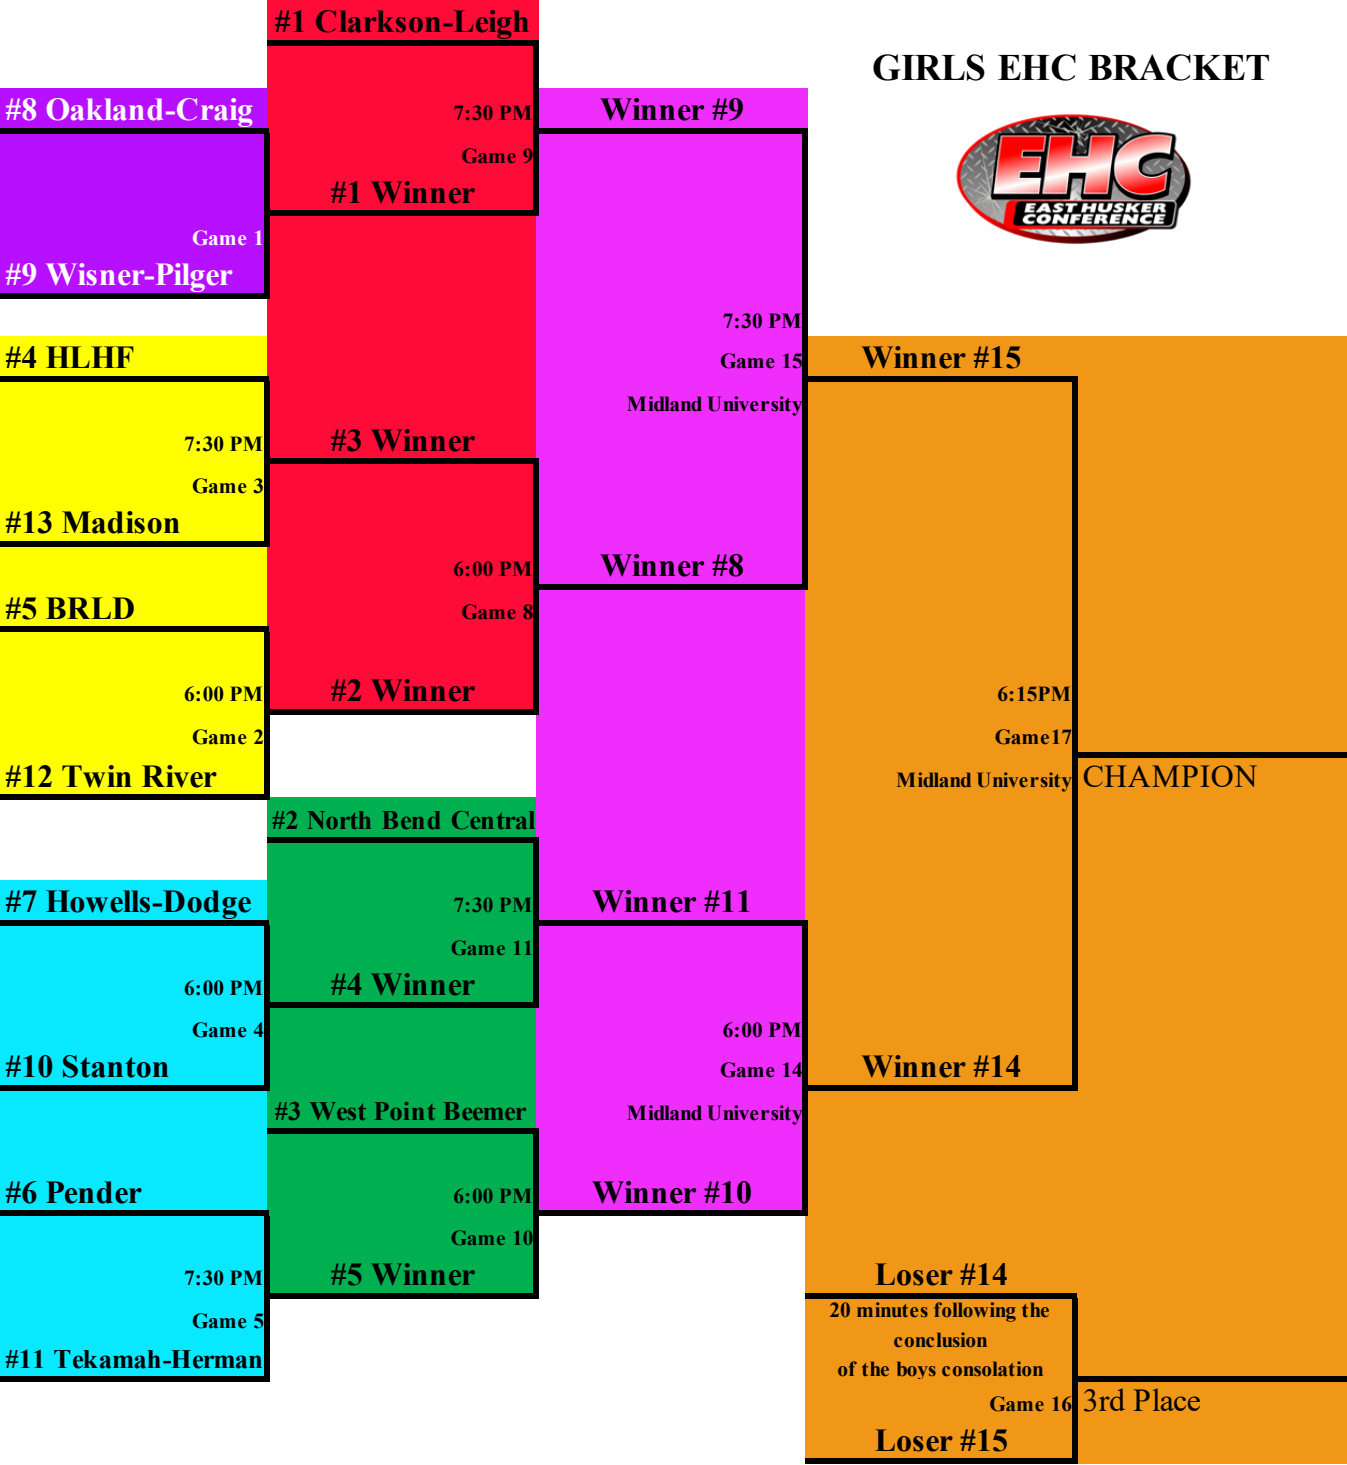 #1 Clarkson-Leigh
GIRLS EHC BRACKET
#8 Oakland-Craig
7:30 PM
Winner #9
Game 9
#1 Winner
EHC
EAST HUSKER
CONFERENCE
Game 1
#9 Wisner-Pilger
7:30 PM
#4 HLHF
Game 15
Winner #15
Midland University
7:30 PM
#3 Winner
Game 3
#13 Madison
6:00 PM
Winner #8
#5 BRLD
Game 8
6:00 PM
#2 Winner
6:15PM
Game 2
Game17
#12 Twin River
Midland University
CHAMPION
#2 North Bend Central
#7 Howells-Dodge
7:30 PM
Winner #11
Game 11
6:00 PM
#4 Winner
Game 4
6:00 PM
#10 Stanton
Game 14
Winner #14
#3 West Point Beemer
Midland University
#6 Pender
6:00 PM
Winner #10
Game 10
7:30 PM
#5 Winner
Loser #14
Game 5
20 minutes following the
conclusion
#11 Tekamah-Herman
of the boys consolation
Game 16
3rd Place
Loser #15